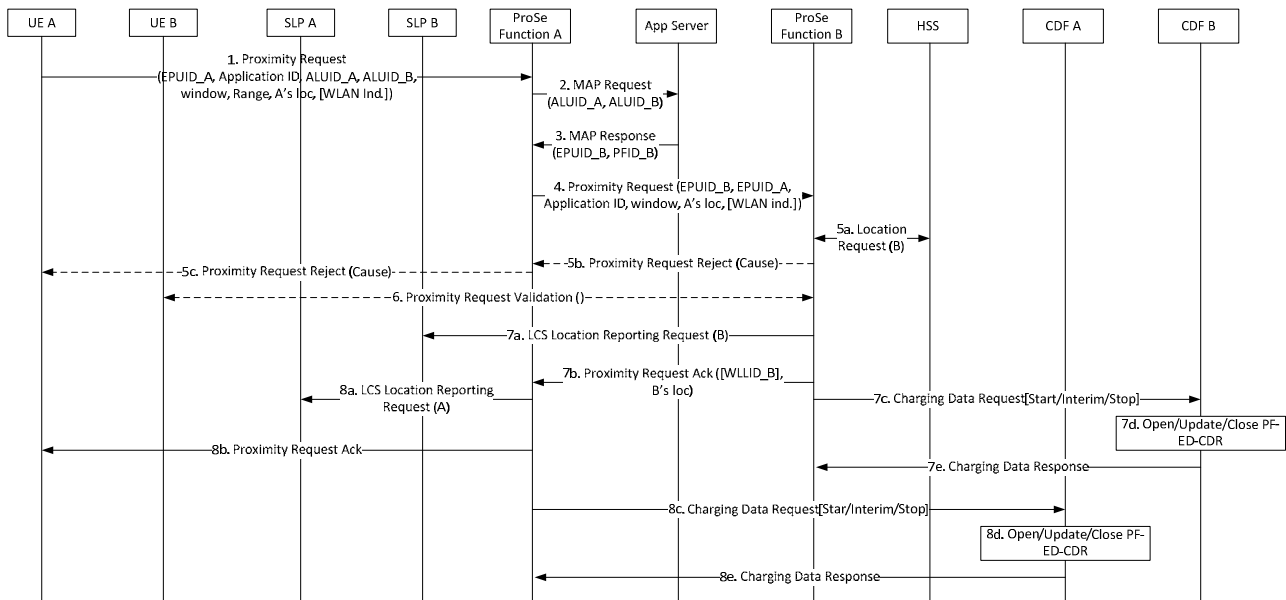 UE A
UE B
SLP A
SLP B
ProSe
Function A
App Server
ProSe
Function B
HSS
CDF A
CDF B
1. Proximity Request
(EPUID_A, Application ID, ALUID_A, ALUID_B,
window, Range, A's loc, [WLAN Ind.])
2. MAP Request
(ALUID_A, ALUID_B)
3. MAP Response
(EPUID_B, PFID_B)
4. Proximity Request (EPUID_B, EPUID_A,
Application ID, window, A's loc, [WLAN ind.])
5a. Location
Request (B)
5b. Proximity Request Reject (Cause)
5c. Proximity Request Reject (Cause)
6. Proximity Request Validation ()
7a. LCS Location Reporting Request (B)
7b. Proximity Request Ack ([WLLID_B],
B's loc)
8a. LCS Location Reporting
Request (A)
7c. Charging Data Request[Start/Interim/Stop]
7d. Open/Update/Close PF-
ED-CDR
8b. Proximity Request Ack
7e. Charging Data Response
8c. Charging Data Request[Star/Interim/Stop]
8d. Open/Update/Close PF-
ED-CDR
8e. Charging Data Response